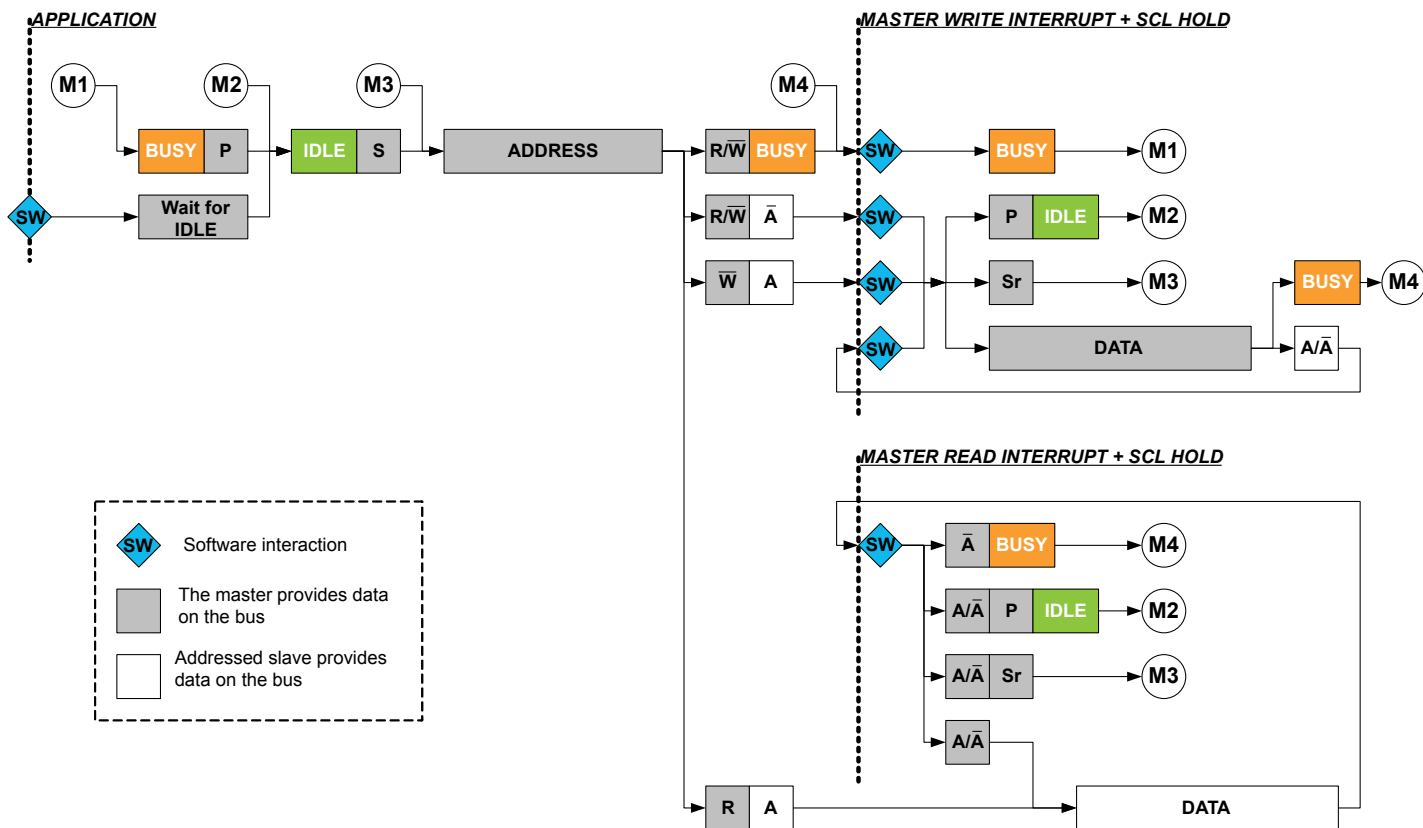 APPLICATION
MASTER WRITE INTERRUPT + SCL HOLD
M1
M2
M3
M4
BUSY P
IDLE S
ADDRESS
R/W̅ BUSY
SW
BUSY
M1
SW
Wait for
IDLE
R/W̅ A̅
SW
P IDLE
M2
W̅ A
SW
Sr
M3
BUSY
M4
SW
DATA
A/A̅
MASTER READ INTERRUPT + SCL HOLD
SW
A̅ BUSY
M4
A/A̅ P IDLE
M2
A/A̅ Sr
M3
A/A̅
R A
DATA
SW Software interaction
The master provides data
on the bus
Addressed slave provides
data on the bus